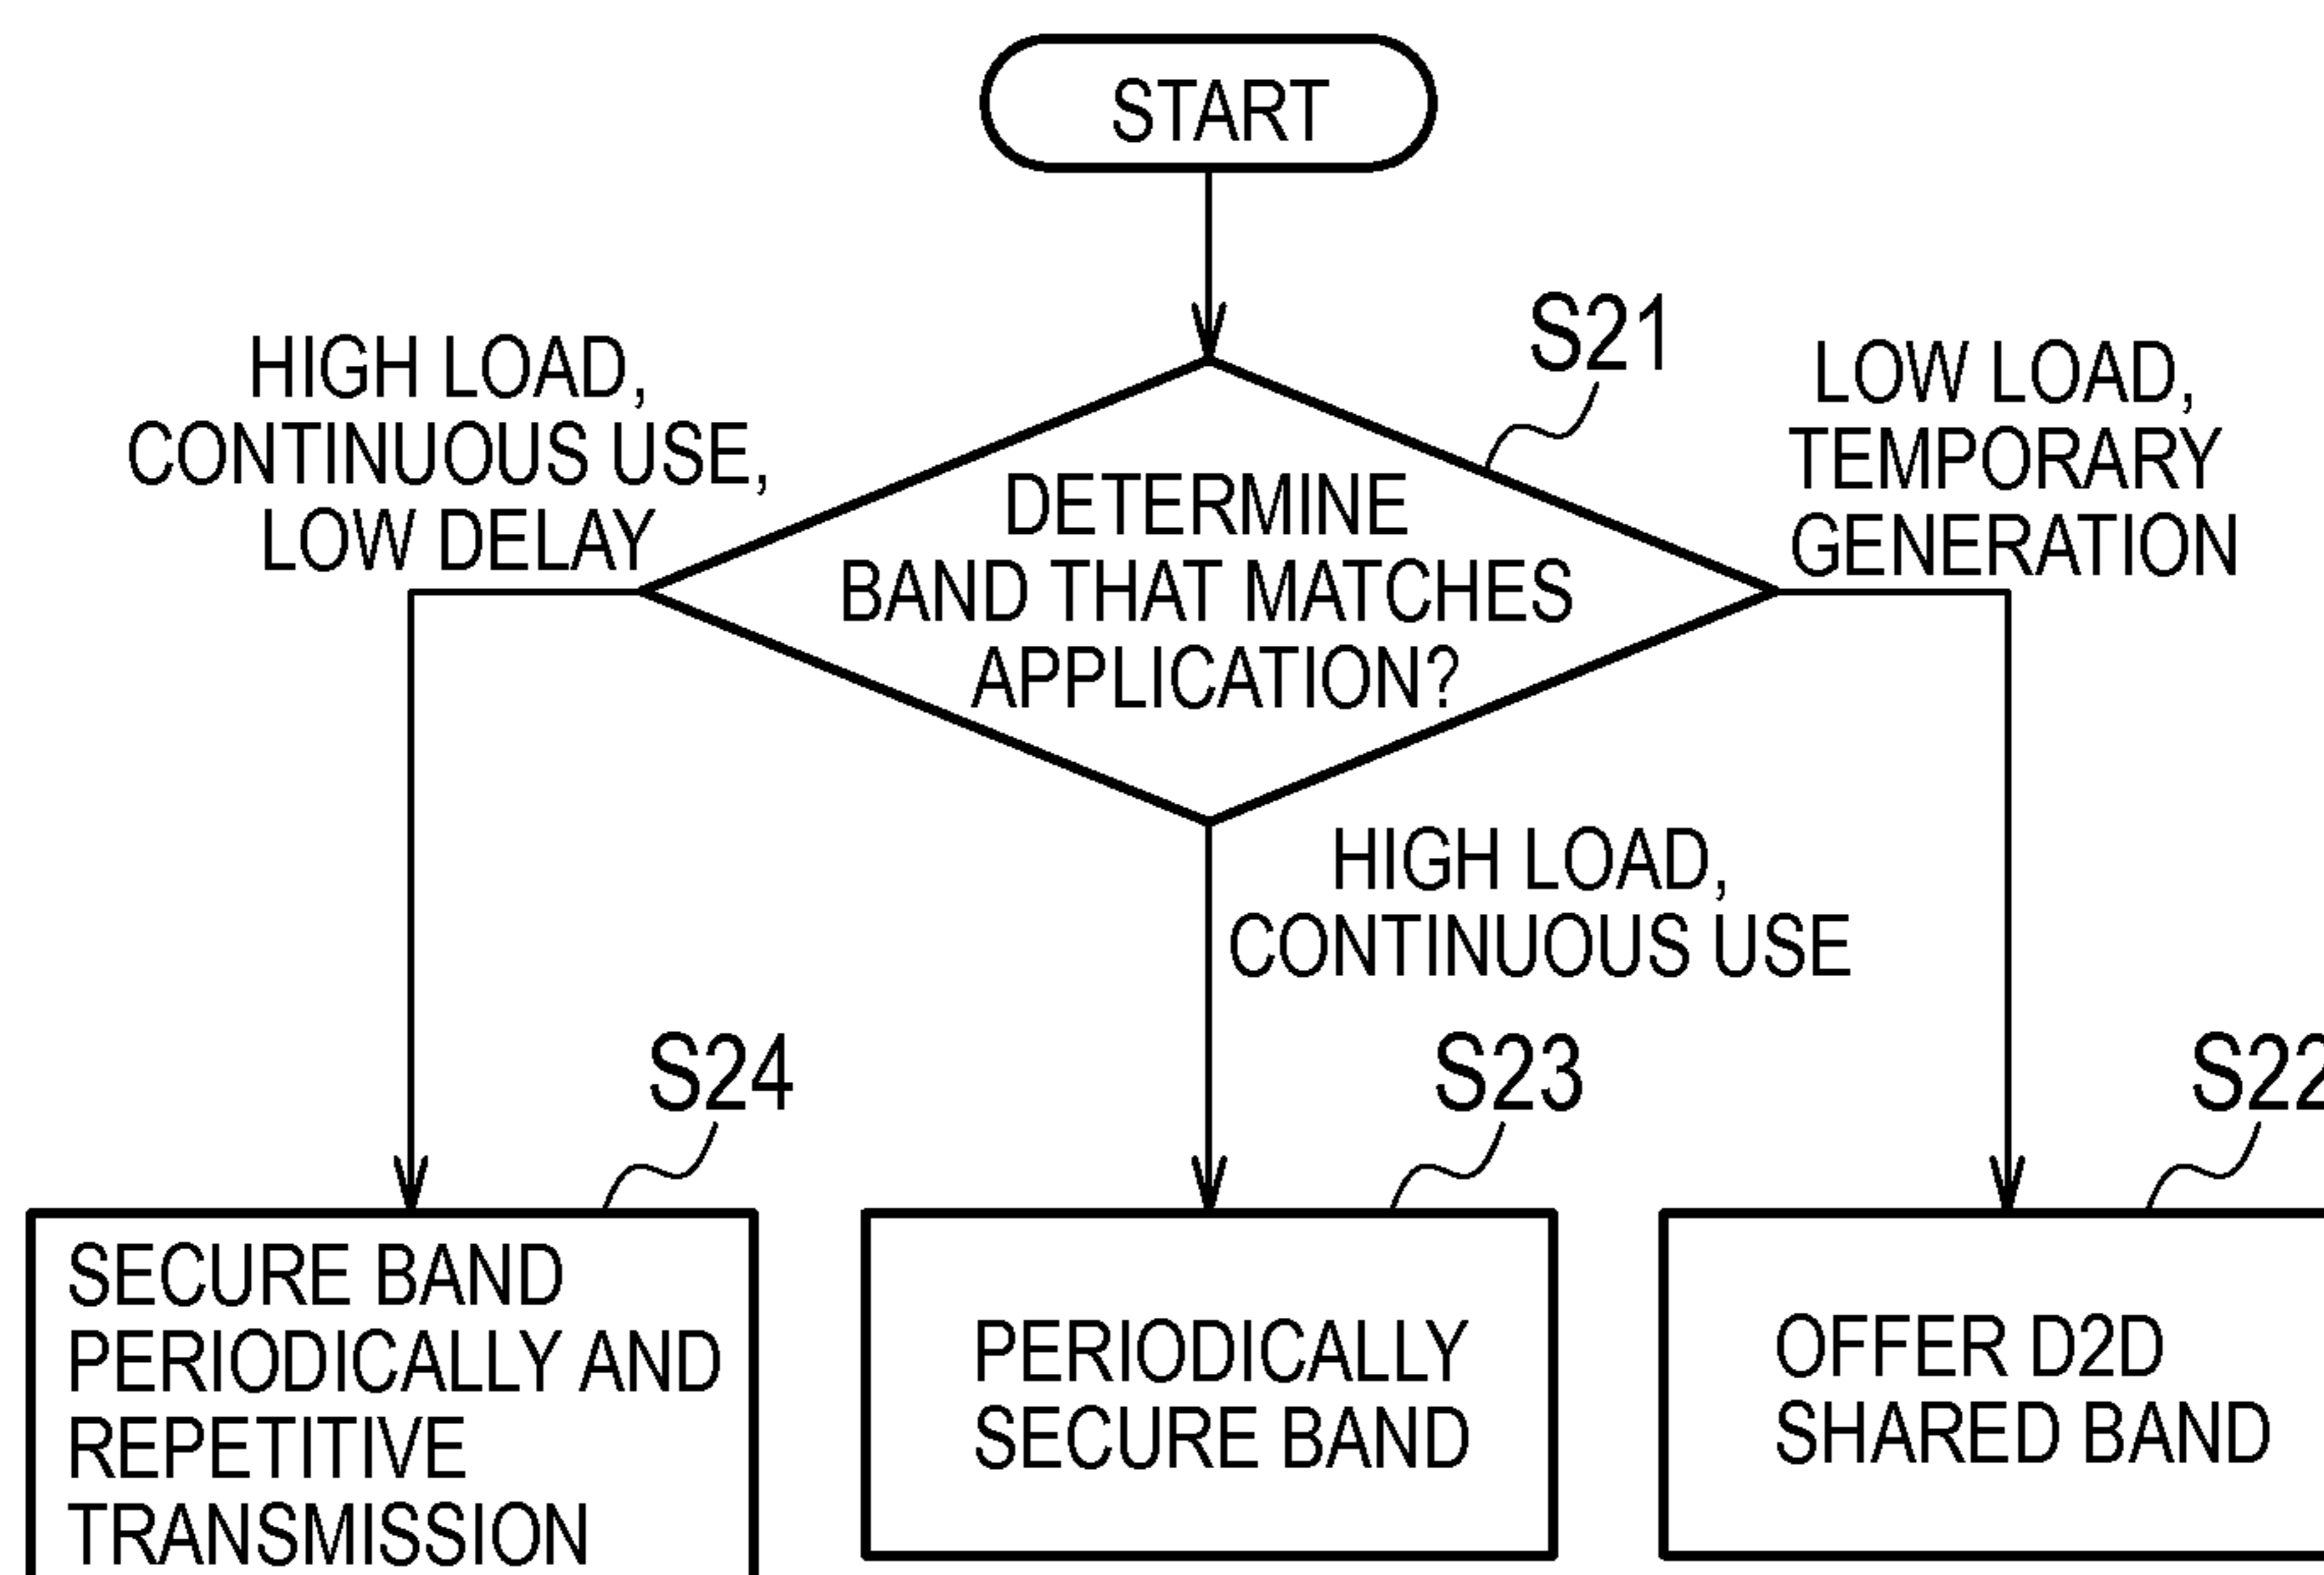 START
S21
HIGH LOAD,
CONTINUOUS USE,
LOW DELAY
LOW LOAD,
TEMPORARY
GENERATION
DETERMINE
BAND THAT MATCHES
APPLICATION?
HIGH LOAD,
CONTINUOUS USE
S24
S23
S22
SECURE BAND
PERIODICALLY AND
REPETITIVE
TRANSMISSION
PERIODICALLY
SECURE BAND
OFFER D2D
SHARED BAND